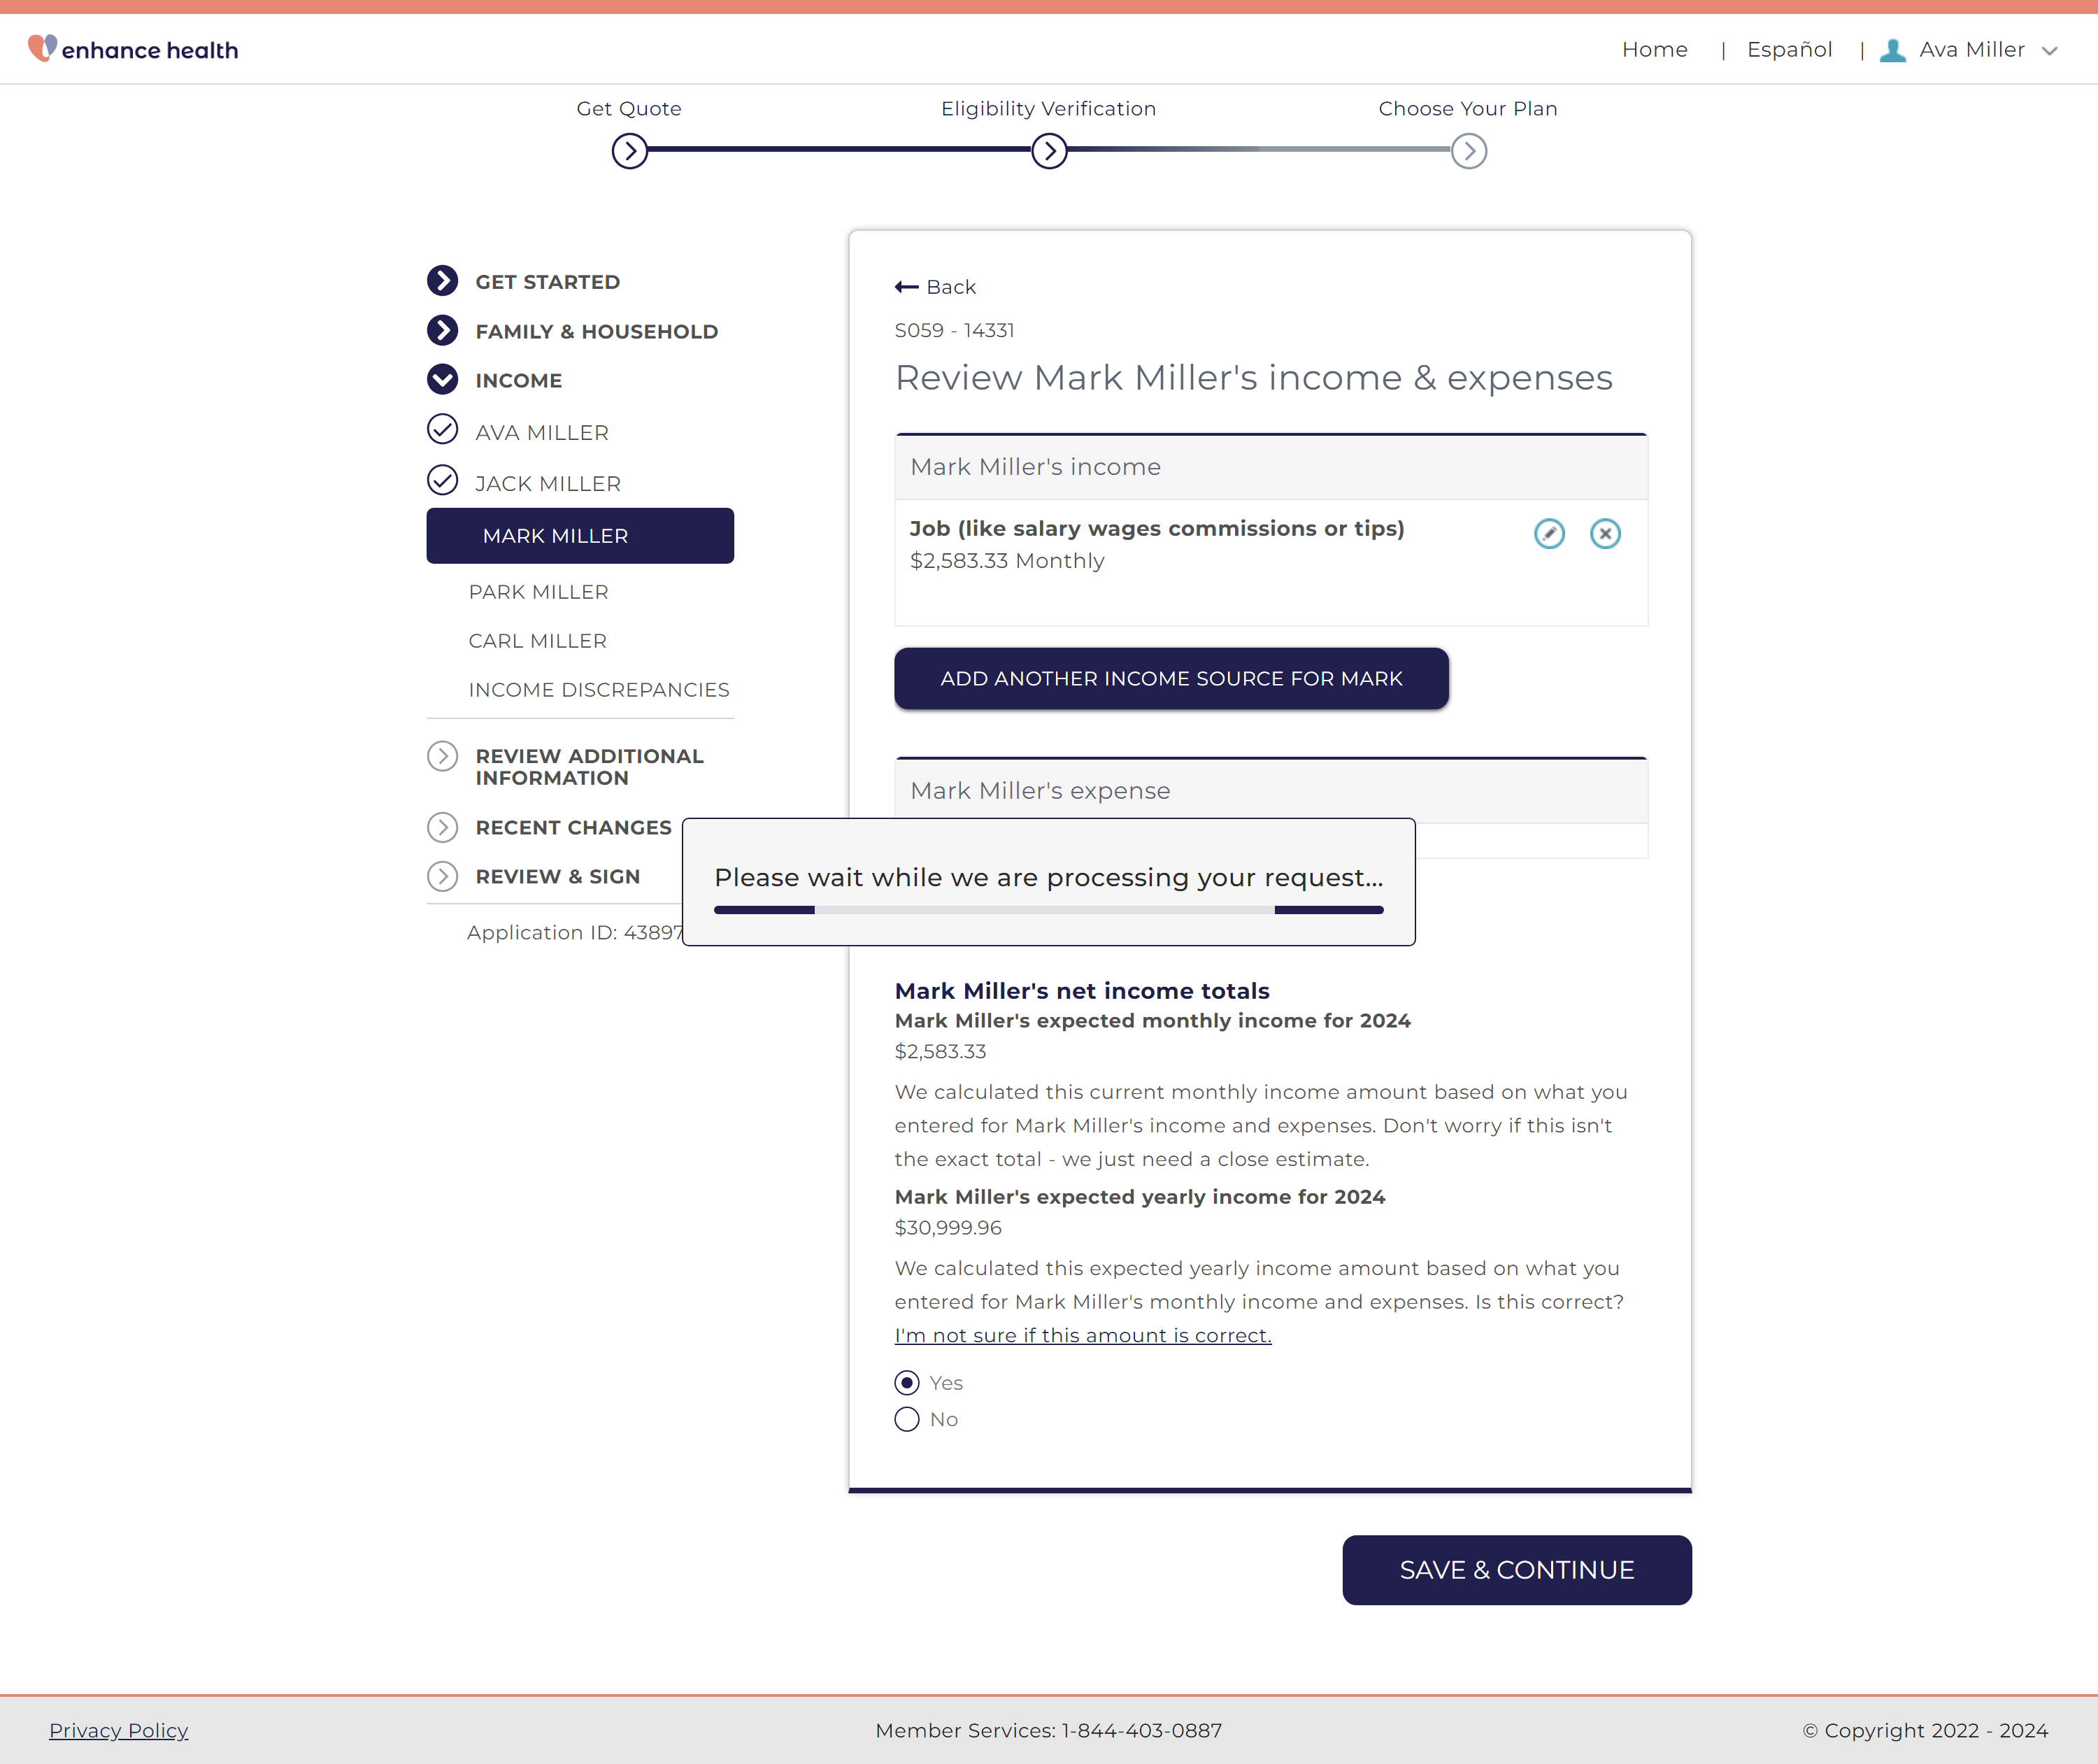 enhance health
Home | Español | Ava Miller
Get Quote
Eligibility Verification
Choose Your Plan
GET STARTED
FAMILY & HOUSEHOLD
INCOME
AVA MILLER
JACK MILLER
MARK MILLER
PARK MILLER
CARL MILLER
INCOME DISCREPANCIES
REVIEW ADDITIONAL
INFORMATION
RECENT CHANGES
REVIEW & SIGN
Application ID: 43897
Back
S059 - 14331
Review Mark Miller's income & expenses
Mark Miller's income
Job (like salary wages commissions or tips)
$2,583.33 Monthly
ADD ANOTHER INCOME SOURCE FOR MARK
Mark Miller's expense
Please wait while we are processing your request...
Mark Miller's net income totals
Mark Miller's expected monthly income for 2024
$2,583.33
We calculated this current monthly income amount based on what you
entered for Mark Miller's income and expenses. Don't worry if this isn't
the exact total - we just need a close estimate.
Mark Miller's expected yearly income for 2024
$30,999.96
We calculated this expected yearly income amount based on what you
entered for Mark Miller's monthly income and expenses. Is this correct?
I'm not sure if this amount is correct.
Yes
No
SAVE & CONTINUE
Privacy Policy
Member Services: 1-844-403-0887
© Copyright 2022 - 2024